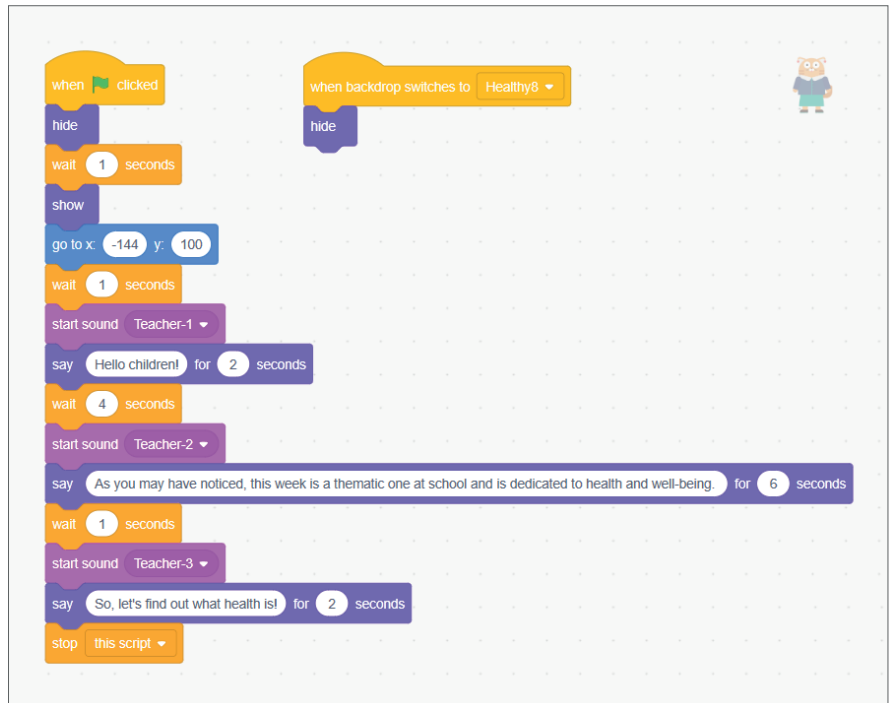 when clicked
hide
wait 1 seconds
show
go to x: -144 y: 100
wait 1 seconds
start sound Teacher-1
say Hello children! for 2 seconds
wait 4 seconds
start sound Teacher-2
say As you may have noticed, this week is a thematic one at school and is dedicated to health and well-being. for 6 seconds
wait 1 seconds
start sound Teacher-3
say So, let's find out what health is! for 2 seconds
stop this script
when backdrop switches to Healthy8
hide